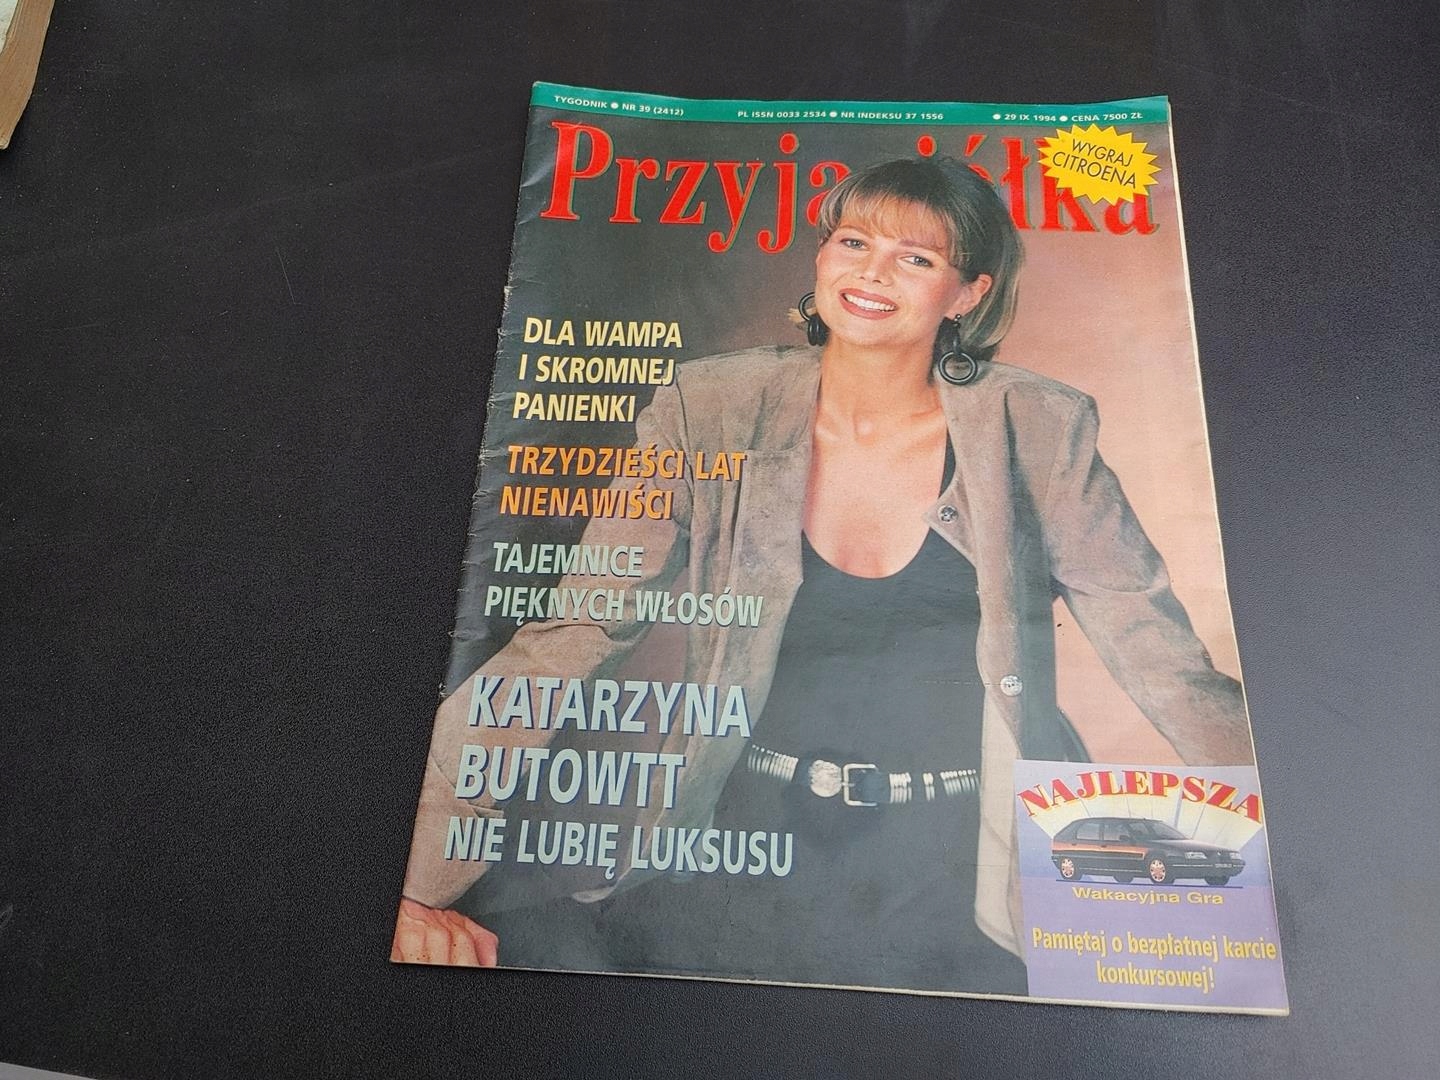 TYGODNIK ● NR 39 (2412) PL ISSN 0033 2534 ● NR INDEKSU 37 1556 ● 29 IX 1994 ● CENA 7500 ZŁ
Przyjaciółka
WYGRAJ
CITROENA
DLA WAMPA
I SKROMNEJ
PANIENKI
TRZYDZIEŚCI LAT
NIENAWIŚCI
TAJEMNICE
PIĘKNYCH WŁOSÓW
KATARZYNA
BUTOWTT
NIE LUBIĘ LUKSUSU
NAJLEPSZA
Wakacyjna Gra
Pamiętaj o bezpłatnej karcie
konkursowej!